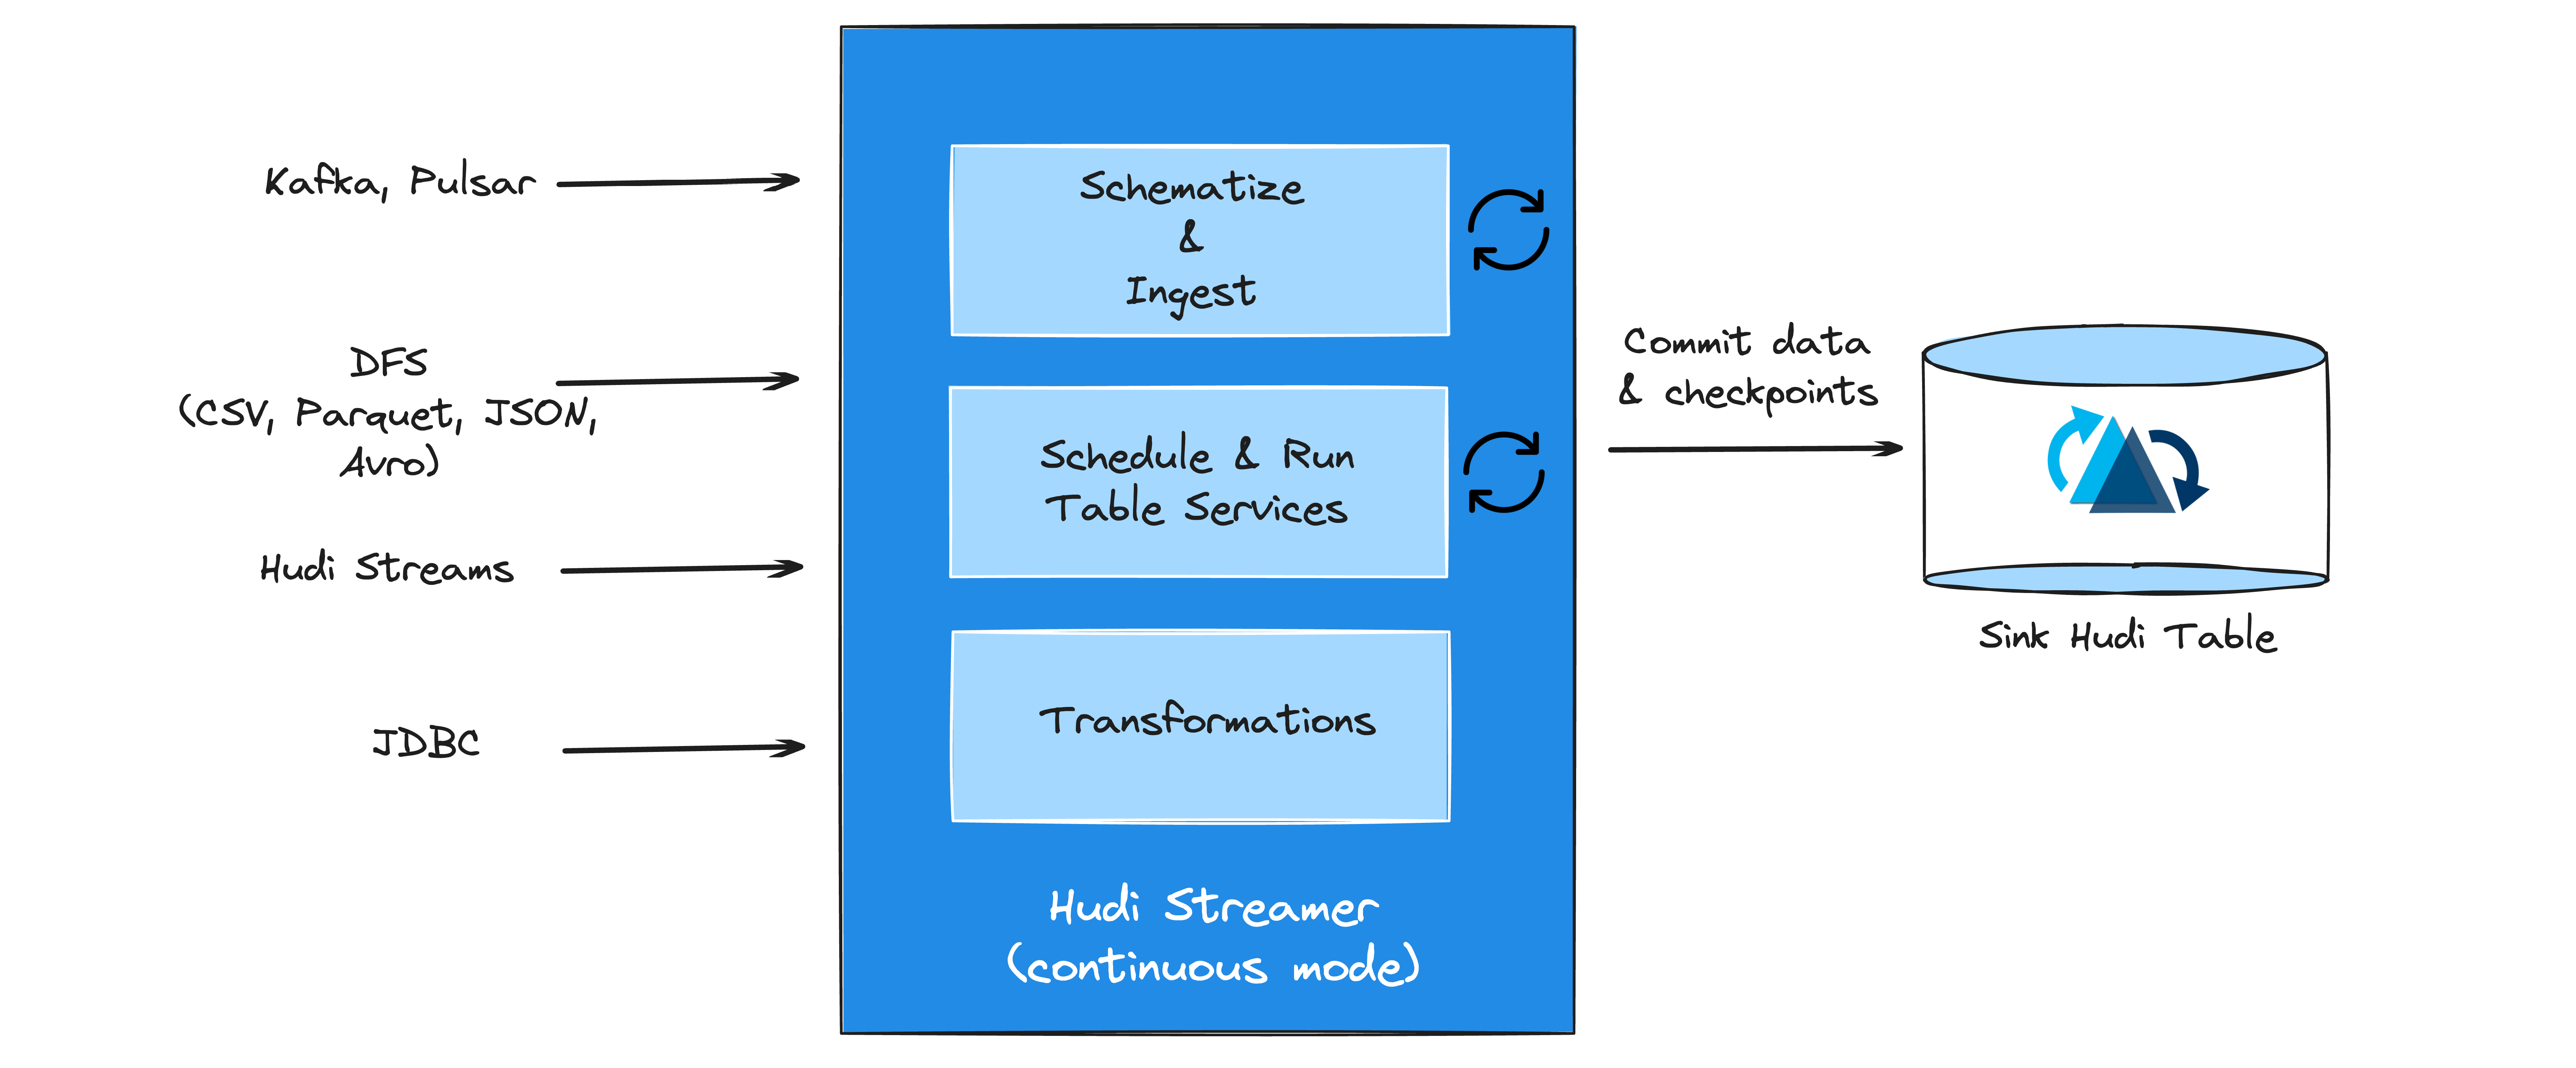 Kafka, Pulsar
DFS
(CSV, Parquet, JSON,
Avro)
Hudi Streams
JDBC
Schematize
&
Ingest
Schedule & Run
Table Services
Transformations
Hudi Streamer
(continuous mode)
Commit data
& checkpoints
Sink Hudi Table